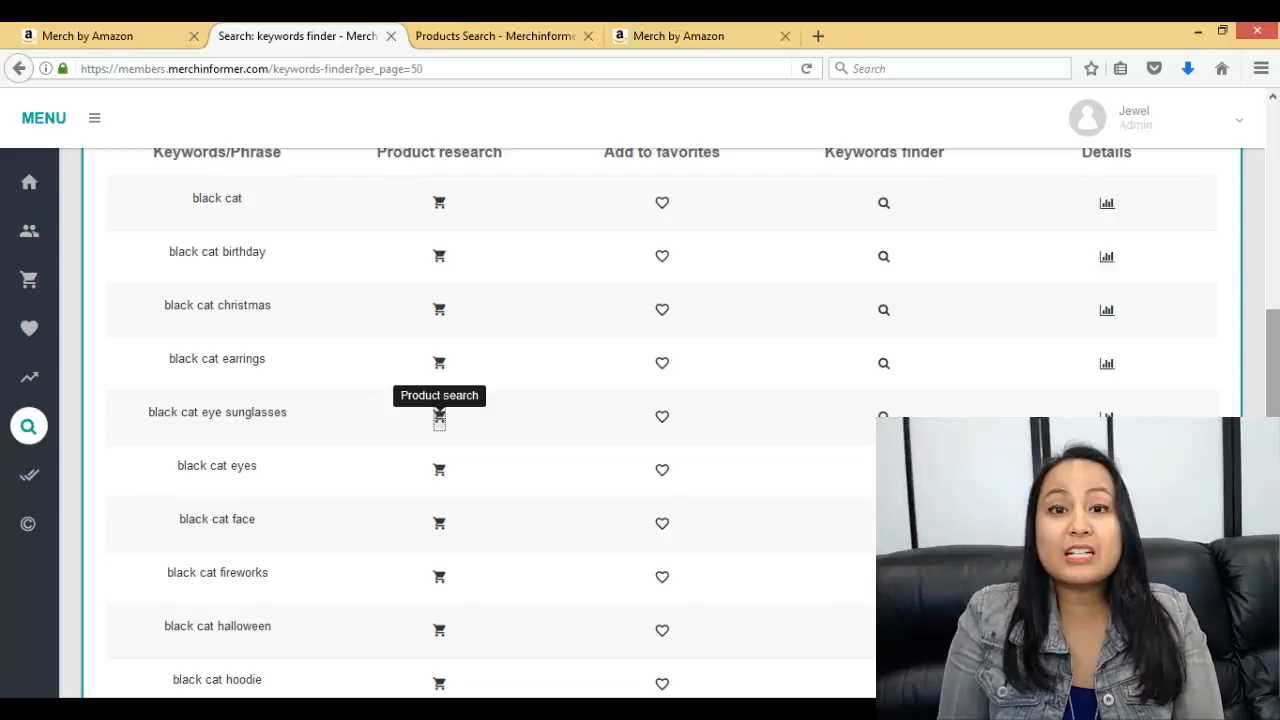 Merch by Amazon
Search: keywords finder - Merch
Products Search - Merchinforme
Merch by Amazon
https://members.merchinformer.com/keywords-finder?per_page=50
Search
MENU
Jewel
Admin
Keywords/Phrase Product research Add to favorites Keywords finder Details
black cat
black cat birthday
black cat christmas
black cat earrings
Product search
black cat eye sunglasses
black cat eyes
black cat face
black cat fireworks
black cat halloween
black cat hoodie